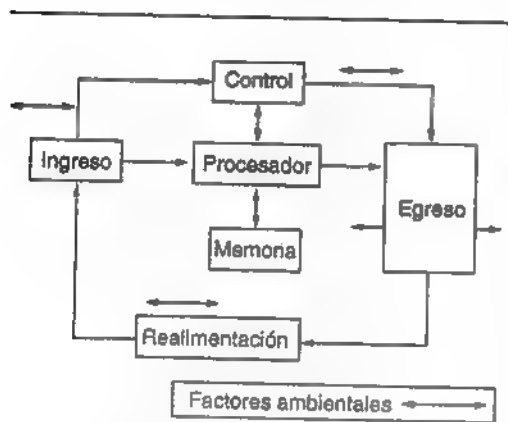 Control
Ingreso
Procesador
Egreso
Memoria
Realimentación
Factores ambientales